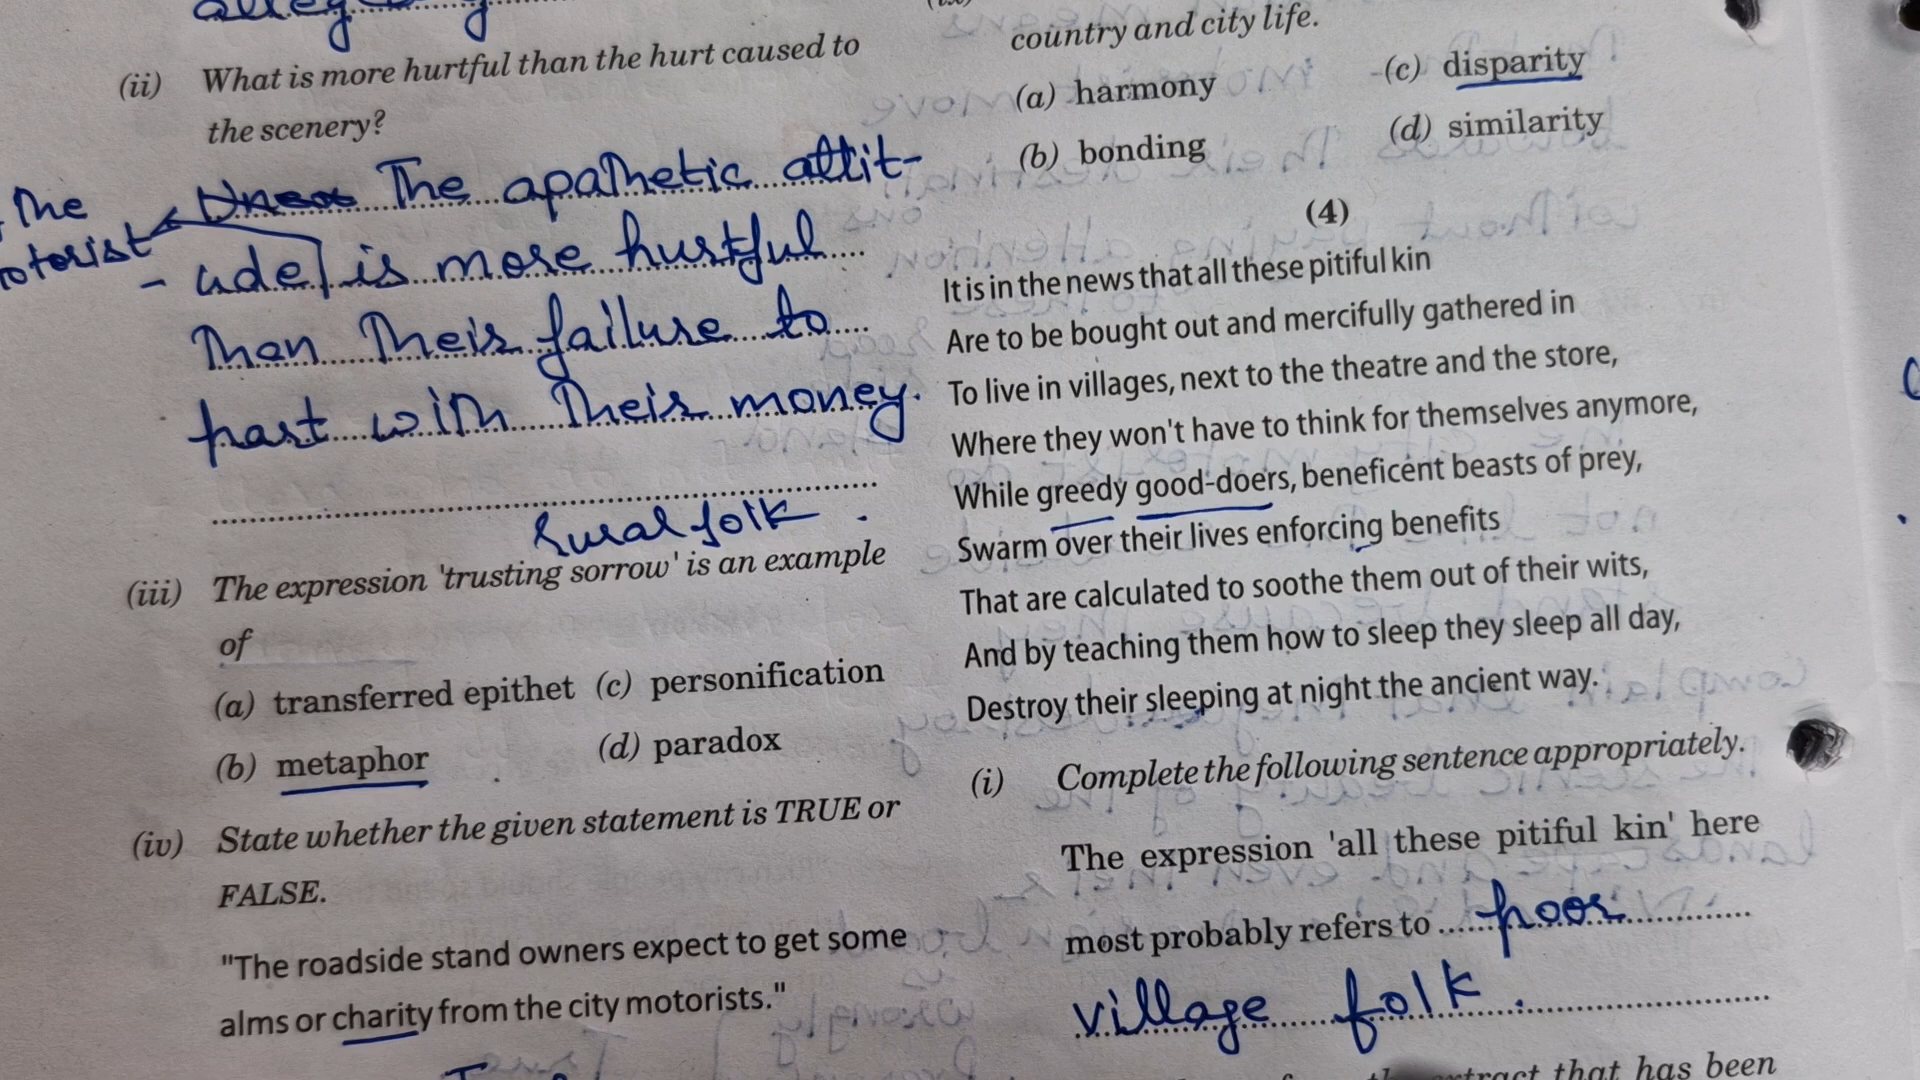 (ii) What is more hurtful than the hurt caused to
the scenery?
The
The apathetic attit-
- ude is more hurtful
than their failure to
part with their money.
rural folk.
(iii) The expression 'trusting sorrow' is an example
of
(a) transferred epithet (c) personification
(b) metaphor (d) paradox
(iv) State whether the given statement is TRUE or
FALSE.
"The roadside stand owners expect to get some
alms or charity from the city motorists."
country and city life.
(a) harmony (c) disparity
(b) bonding (d) similarity
(4)
It is in the news that all these pitiful kin
Are to be bought out and mercifully gathered in
To live in villages, next to the theatre and the store,
Where they won't have to think for themselves anymore,
While greedy good-doers, beneficent beasts of prey,
Swarm over their lives enforcing benefits
That are calculated to soothe them out of their wits,
And by teaching them how to sleep they sleep all day,
Destroy their sleeping at night the ancient way.
(i) Complete the following sentence appropriately.
The expression 'all these pitiful kin' here
most probably refers to poor
village folk.
that has been